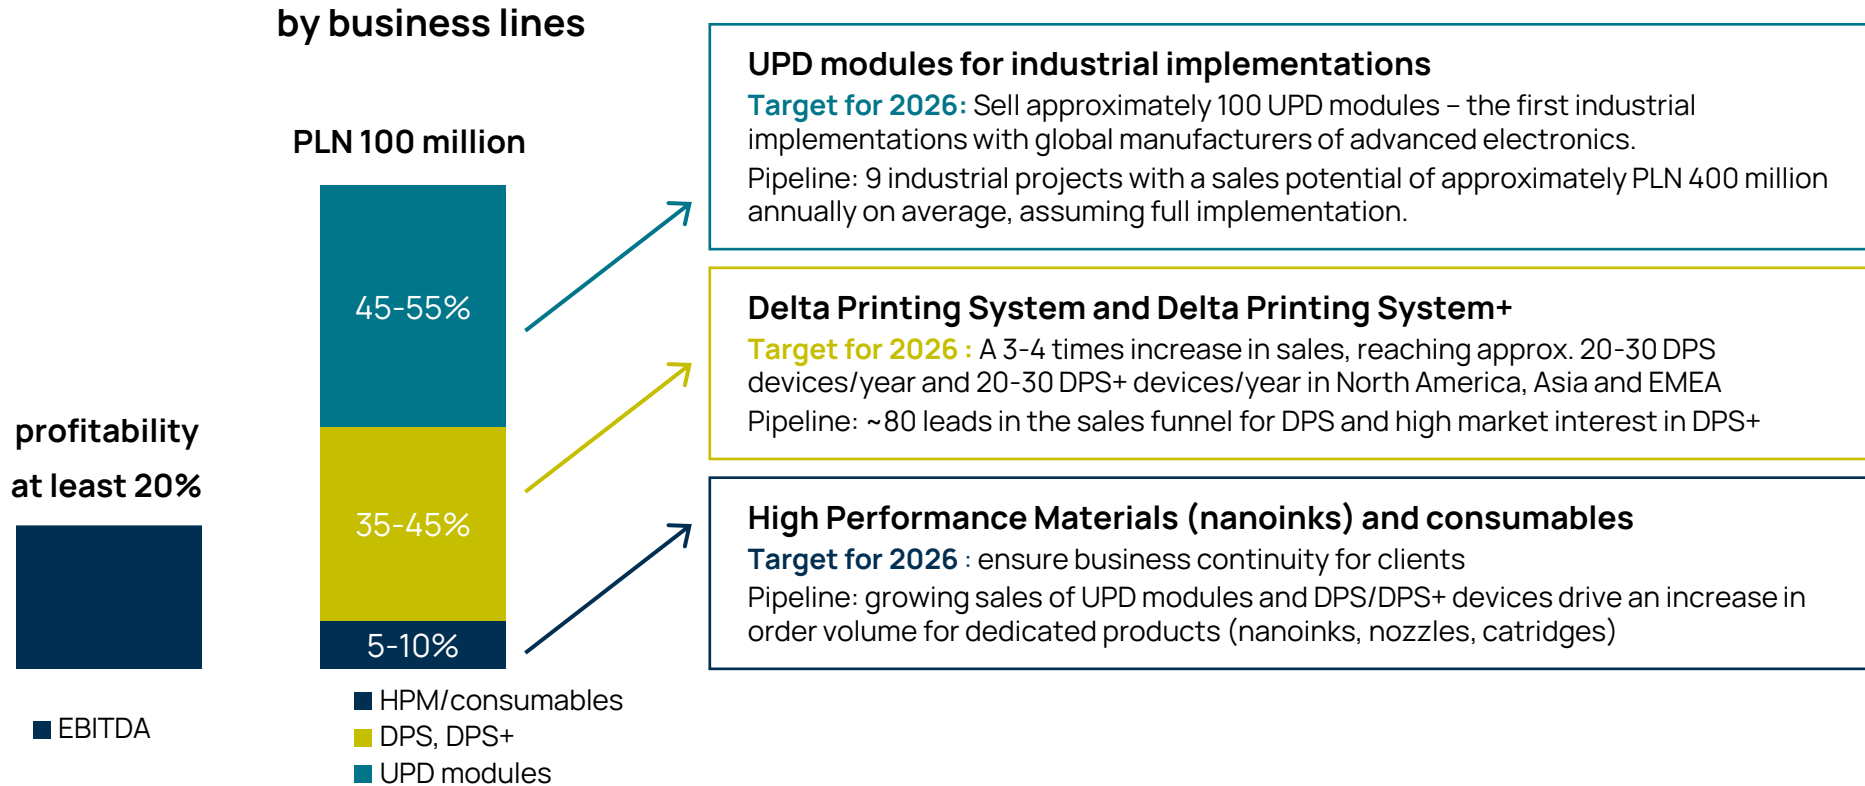 by business lines
PLN 100 million
45-55%
35-45%
5-10%
HPM/consumables
DPS, DPS+
UPD modules
profitability
at least 20%
EBITDA
UPD modules for industrial implementations
Target for 2026: Sell approximately 100 UPD modules – the first industrial
implementations with global manufacturers of advanced electronics.
Pipeline: 9 industrial projects with a sales potential of approximately PLN 400 million
annually on average, assuming full implementation.
Delta Printing System and Delta Printing System+
Target for 2026 : A 3-4 times increase in sales, reaching approx. 20-30 DPS
devices/year and 20-30 DPS+ devices/year in North America, Asia and EMEA
Pipeline: ~80 leads in the sales funnel for DPS and high market interest in DPS+
High Performance Materials (nanoinks) and consumables
Target for 2026 : ensure business continuity for clients
Pipeline: growing sales of UPD modules and DPS/DPS+ devices drive an increase in
order volume for dedicated products (nanoinks, nozzles, catridges)